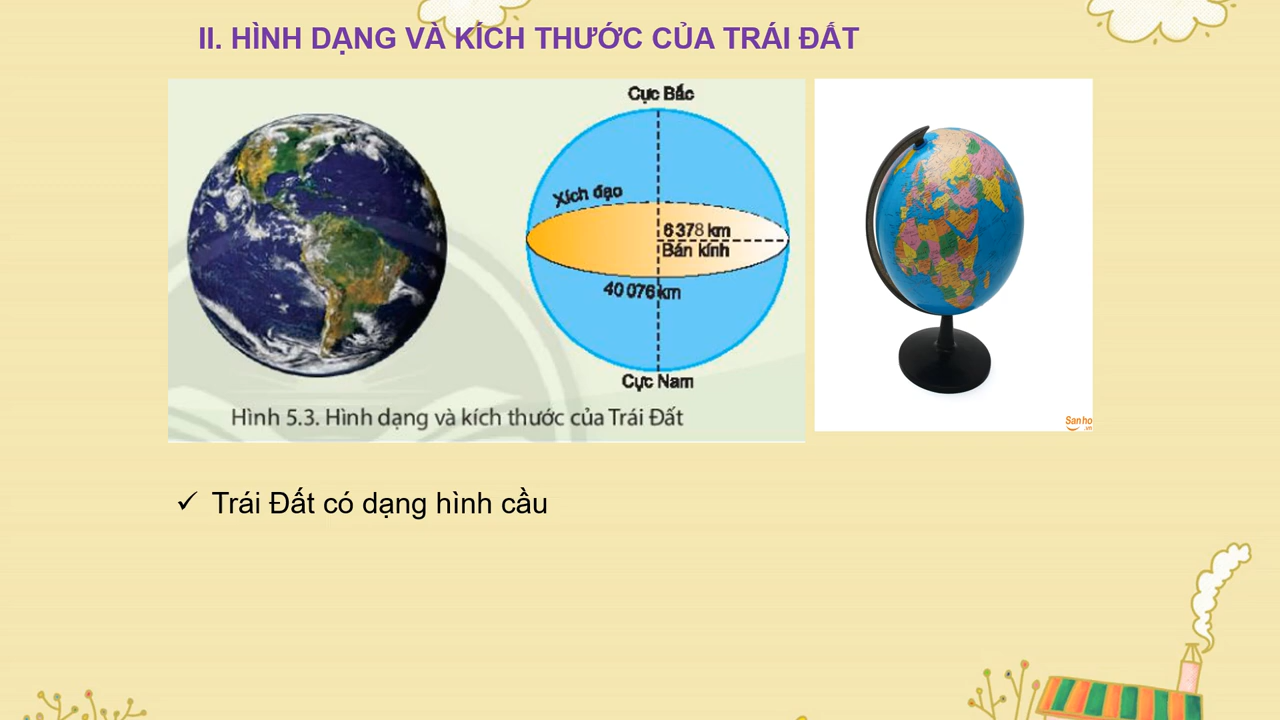 II. HÌNH DẠNG VÀ KÍCH THƯỚC CỦA TRÁI ĐẤT
Cực Bắc
Xích đạo
6 378 km
Bán kính
40 076 km
Cực Nam
Hình 5.3. Hình dạng và kích thước của Trái Đất
Sanho
.vn
✓ Trái Đất có dạng hình cầu